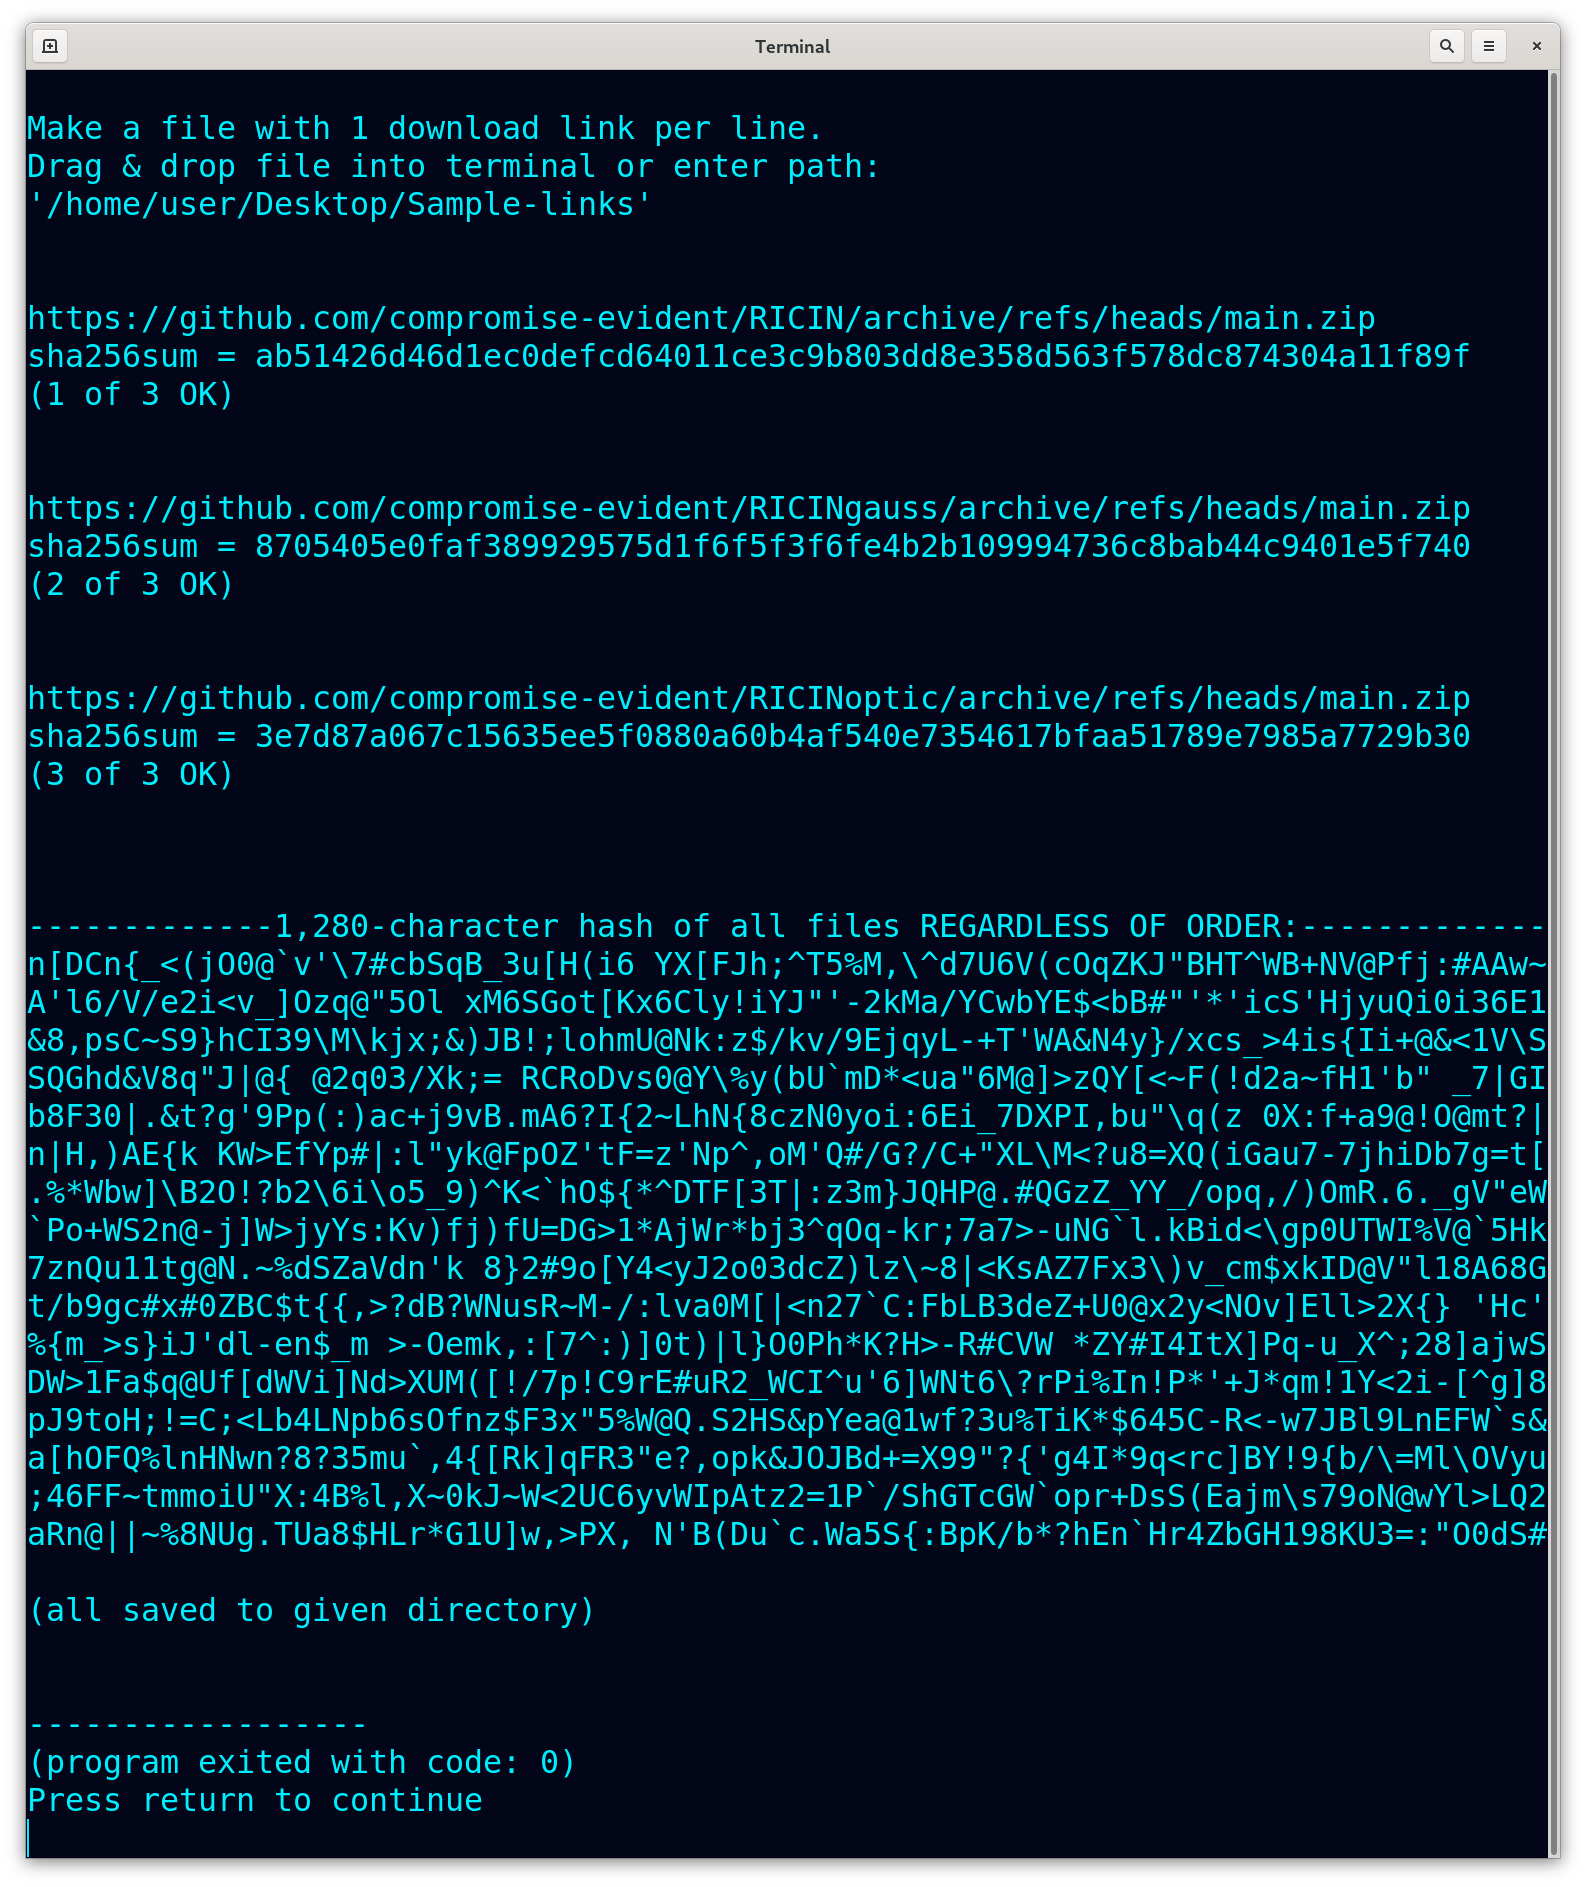 Terminal
Make a file with 1 download link per line.
Drag & drop file into terminal or enter path:
'/home/user/Desktop/Sample-links'
https://github.com/compromise-evident/RICIN/archive/refs/heads/main.zip
sha256sum = ab51426d46d1ec0defcd64011ce3c9b803dd8e358d563f578dc874304a11f89f
(1 of 3 OK)
https://github.com/compromise-evident/RICINgauss/archive/refs/heads/main.zip
sha256sum = 8705405e0faf389929575d1f6f5f3f6fe4b2b109994736c8bab44c9401e5f740
(2 of 3 OK)
https://github.com/compromise-evident/RICINoptic/archive/refs/heads/main.zip
sha256sum = 3e7d87a067c15635ee5f0880a60b4af540e7354617bfaa51789e7985a7729b30
(3 of 3 OK)
-------------1,280-character hash of all files REGARDLESS OF ORDER:-------------
n[DCn{_<(jO0@`v'\7#cbSqB_3u[H(i6 YX[FJh;^T5%M,\^d7U6V(cOqZKJ"BHT^WB+NV@Pfj:#AAw~
A'l6/V/e2i<v_]Ozq@"5Ol xM6SGot[Kx6Cly!iYJ"'-2kMa/YCwbYE$<bB#"'*'icS'HjyuQi0i36E1
&8,psC~S9}hCI39\M\kjx;&)JB!;lohmU@Nk:z$/kv/9EjqyL-+T'WA&N4y}/xcs_>4is{Ii+@&<1V\S
SQGhd&V8q"J|@{ @2q03/Xk;= RCRoDvs0@Y\%y(bU`mD*<ua"6M@]>zQY[<~F(!d2a~fH1'b" _7|GI
b8F30|.&t?g'9Pp(:)ac+j9vB.mA6?I{2~LhN{8czN0yoi:6Ei_7DXPI,bu"\q(z 0X:f+a9@!O@mt?|
n|H,)AE{k KW>EfYp#|:l"yk@FpOZ'tF=z'Np^,oM'Q#/G?/C+"XL\M<?u8=XQ(iGau7-7jhiDb7g=t[
.%*Wbw]\B2O!?b2\6i\o5_9)^K<`hO${*^DTF[3T|:z3m}JQHP@.#QGzZ_YY_/opq,/)OmR.6._gV"eW
`Po+WS2n@-j]W>jyYs:Kv)fj)fU=DG>1*AjWr*bj3^qOq-kr;7a7>-uNG`l.kBid<\gp0UTWI%V@`5Hk
7znQu11tg@N.~%dSZaVdn'k 8}2#9o[Y4<yJ2o03dcZ)lz\~8|<KsAZ7Fx3\)v_cm$xkID@V"l18A68G
t/b9gc#x#0ZBC$t{{,>?dB?WNusR~M-/:lva0M[|<n27`C:FbLB3deZ+U0@x2y<NOv]Ell>2X{} 'Hc'
%{m_>s}iJ'dl-en$_m >-Oemk,:[7^:)]0t)|l}O0Ph*K?H>-R#CVW *ZY#I4ItX]Pq-u_X^;28]ajwS
DW>1Fa$q@Uf[dWVi]Nd>XUM([!/7p!C9rE#uR2_WCI^u'6]WNt6\?rPi%In!P*'+J*qm!1Y<2i-[^g]8
pJ9toH;!=C;<Lb4LNpb6sOfnz$F3x"5%W@Q.S2HS&pYea@1wf?3u%TiK*$645C-R<-w7JBl9LnEFW`s&
a[hOFQ%lnHNwn?8?35mu`,4{[Rk]qFR3"e?,opk&JOJBd+=X99"?{'g4I*9q<rc]BY!9{b/\=Ml\OVyu
;46FF~tmmoiU"X:4B%l,X~0kJ~W<2UC6yvWIpAtz2=1P`/ShGTcGW`opr+DsS(Eajm\s79oN@wYl>LQ2
aRn@||~%8NUg.TUa8$HLr*G1U]w,>PX, N'B(Du`c.Wa5S{:BpK/b*?hEn`Hr4ZbGH198KU3=:"O0dS#
(all saved to given directory)
------------------
(program exited with code: 0)
Press return to continue